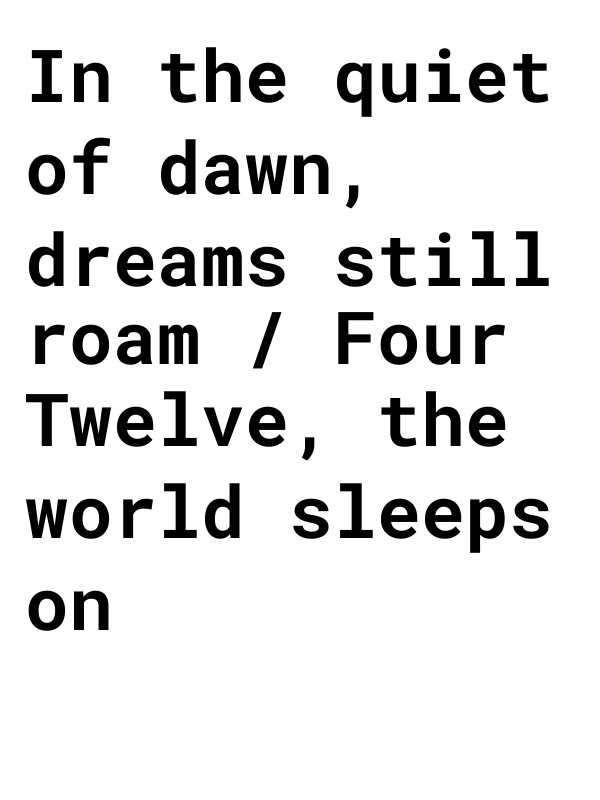 In the quiet
of dawn,
dreams still
roam / Four
Twelve, the
world sleeps
on